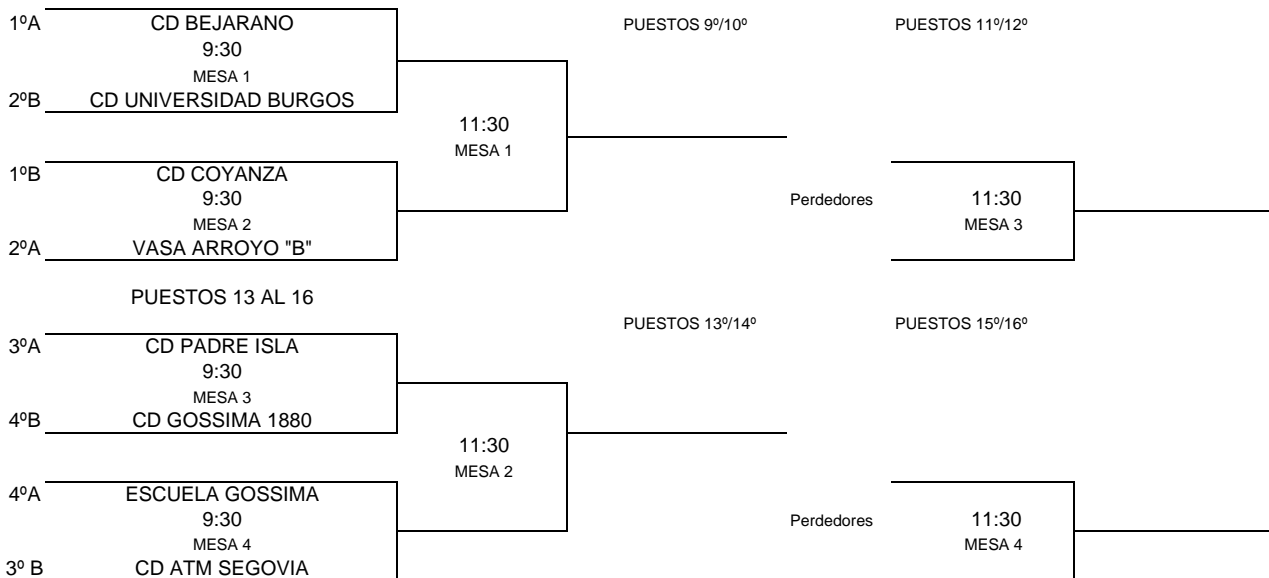 1ºA CD BEJARANO PUESTOS 9º/10º PUESTOS 11º/12º
9:30
MESA 1
2ºB CD UNIVERSIDAD BURGOS
11:30
MESA 1
1ºB CD COYANZA
9:30 Perdedores 11:30
MESA 2 MESA 3
2ºA VASA ARROYO "B"
PUESTOS 13 AL 16
PUESTOS 13º/14º PUESTOS 15º/16º
3ºA CD PADRE ISLA
9:30
MESA 3
4ºB CD GOSSIMA 1880
11:30
MESA 2
4ºA ESCUELA GOSSIMA
9:30 Perdedores 11:30
MESA 4 MESA 4
3º B CD ATM SEGOVIA